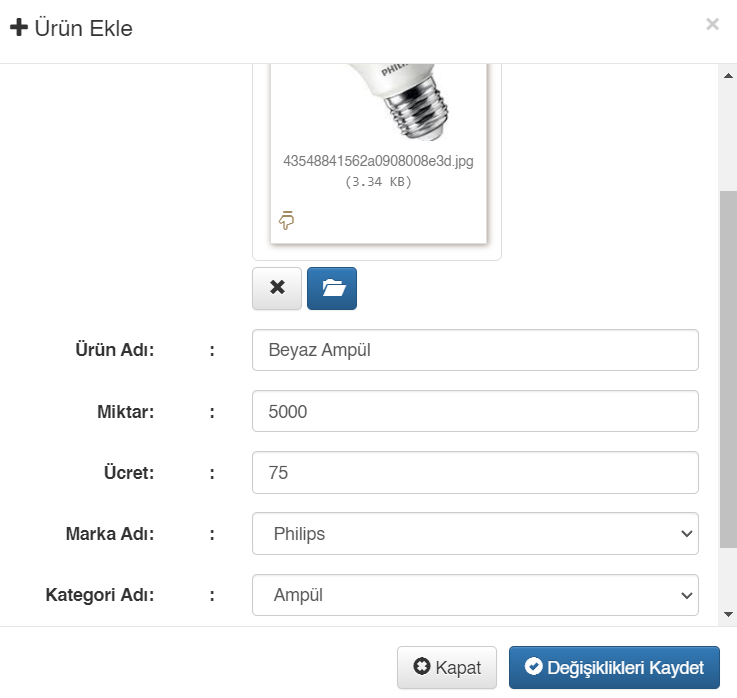 Ürün Ekle
×
PHILI
43548841562a0908008e3d.jpg
(3.34 KB)
Ürün Adı: : Beyaz Ampül
Miktar: : 5000
Ücret: : 75
Marka Adı: : Philips
Kategori Adı: : Ampül
Kapat Değişiklikleri Kaydet